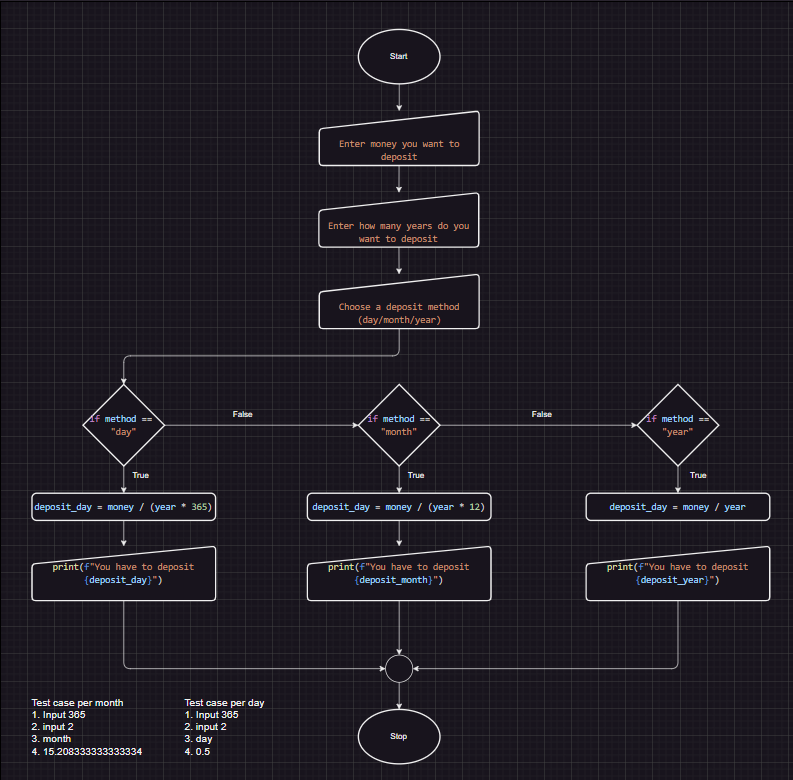 Start
Enter money you want to
deposit
Enter how many years do you
want to deposit
Choose a deposit method
(day/month/year)
if method ==
"day"
False
if method ==
"month"
False
if method ==
"year"
True
True
True
deposit_day = money / (year * 365)
deposit_day = money / (year * 12)
deposit_day = money / year
print(f"You have to deposit
{deposit_day}")
print(f"You have to deposit
{deposit_month}")
print(f"You have to deposit
{deposit_year}")
Test case per month
1. Input 365
2. input 2
3. month
4. 15.208333333333334
Test case per day
1. Input 365
2. input 2
3. day
4. 0.5
Stop